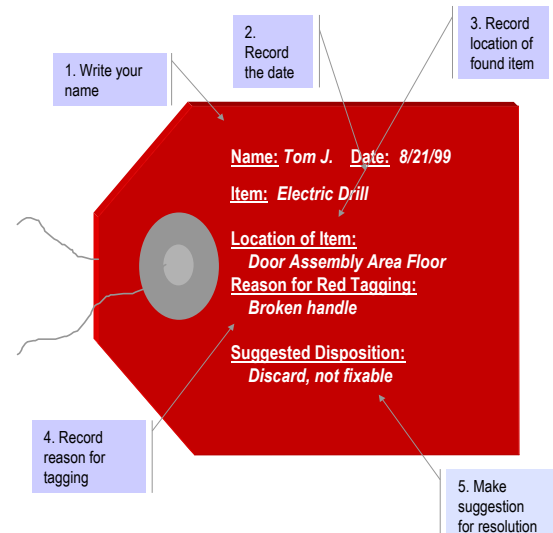 1. Write your
name
2.
Record
the date
3. Record
location of
found item
Name: Tom J. Date: 8/21/99
Item: Electric Drill
Location of Item:
Door Assembly Area Floor
Reason for Red Tagging:
Broken handle
Suggested Disposition:
Discard, not fixable
4. Record
reason for
tagging
5. Make
suggestion
for resolution